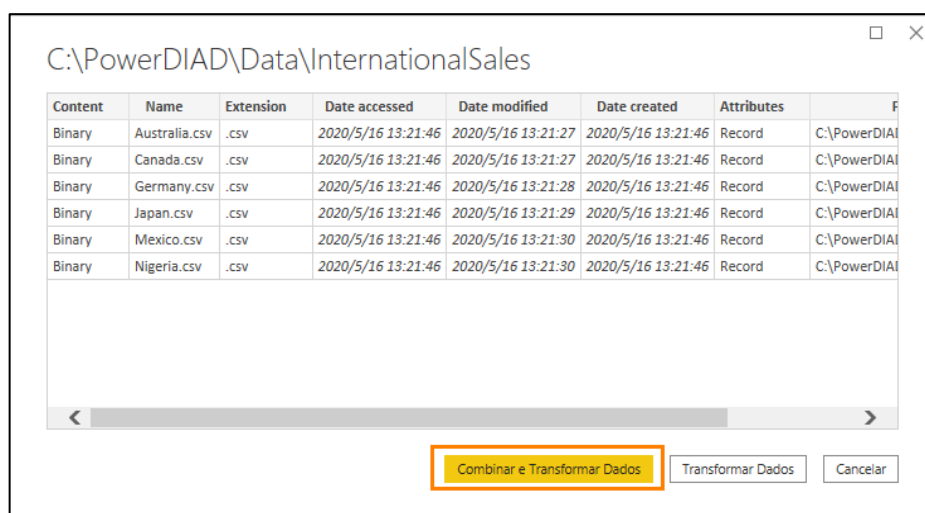 C:\PowerDIAD\Data\InternationalSales
Content Name Extension Date accessed Date modified Date created Attributes
Binary Australia.csv .csv 2020/5/16 13:21:46 2020/5/16 13:21:27 2020/5/16 13:21:46 Record C:\PowerDIAD
Binary Canada.csv .csv 2020/5/16 13:21:46 2020/5/16 13:21:27 2020/5/16 13:21:46 Record C:\PowerDIAD
Binary Germany.csv .csv 2020/5/16 13:21:46 2020/5/16 13:21:28 2020/5/16 13:21:46 Record C:\PowerDIAD
Binary Japan.csv .csv 2020/5/16 13:21:46 2020/5/16 13:21:29 2020/5/16 13:21:46 Record C:\PowerDIAD
Binary Mexico.csv .csv 2020/5/16 13:21:46 2020/5/16 13:21:30 2020/5/16 13:21:46 Record C:\PowerDIAD
Binary Nigeria.csv .csv 2020/5/16 13:21:46 2020/5/16 13:21:30 2020/5/16 13:21:46 Record C:\PowerDIAD
Combinar e Transformar Dados Transformar Dados Cancelar